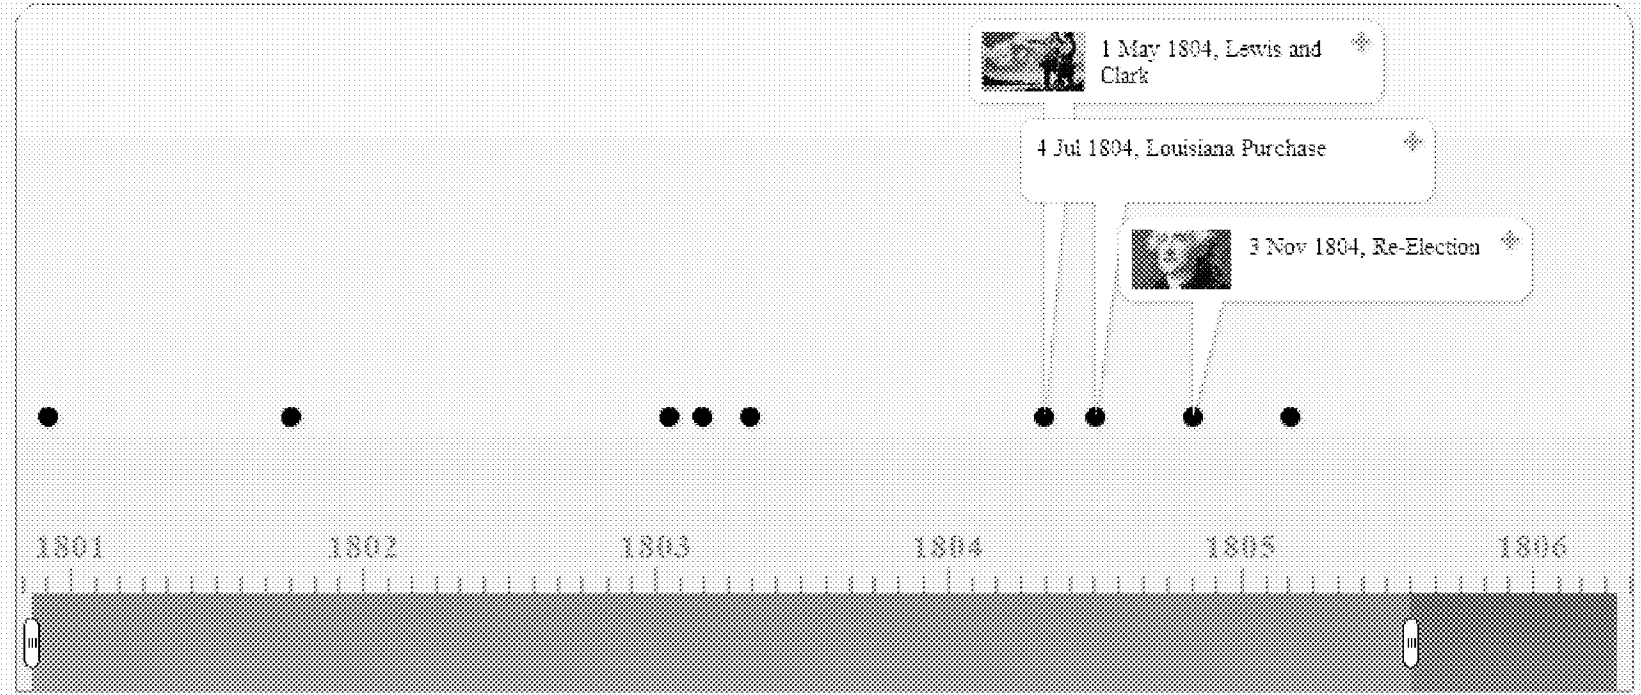 1 May 1804, Lewis and
Clark
4 Jul 1804, Louisiana Purchase
3 Nov 1804, Re-Election
1801 1802 1803 1804 1805 1806